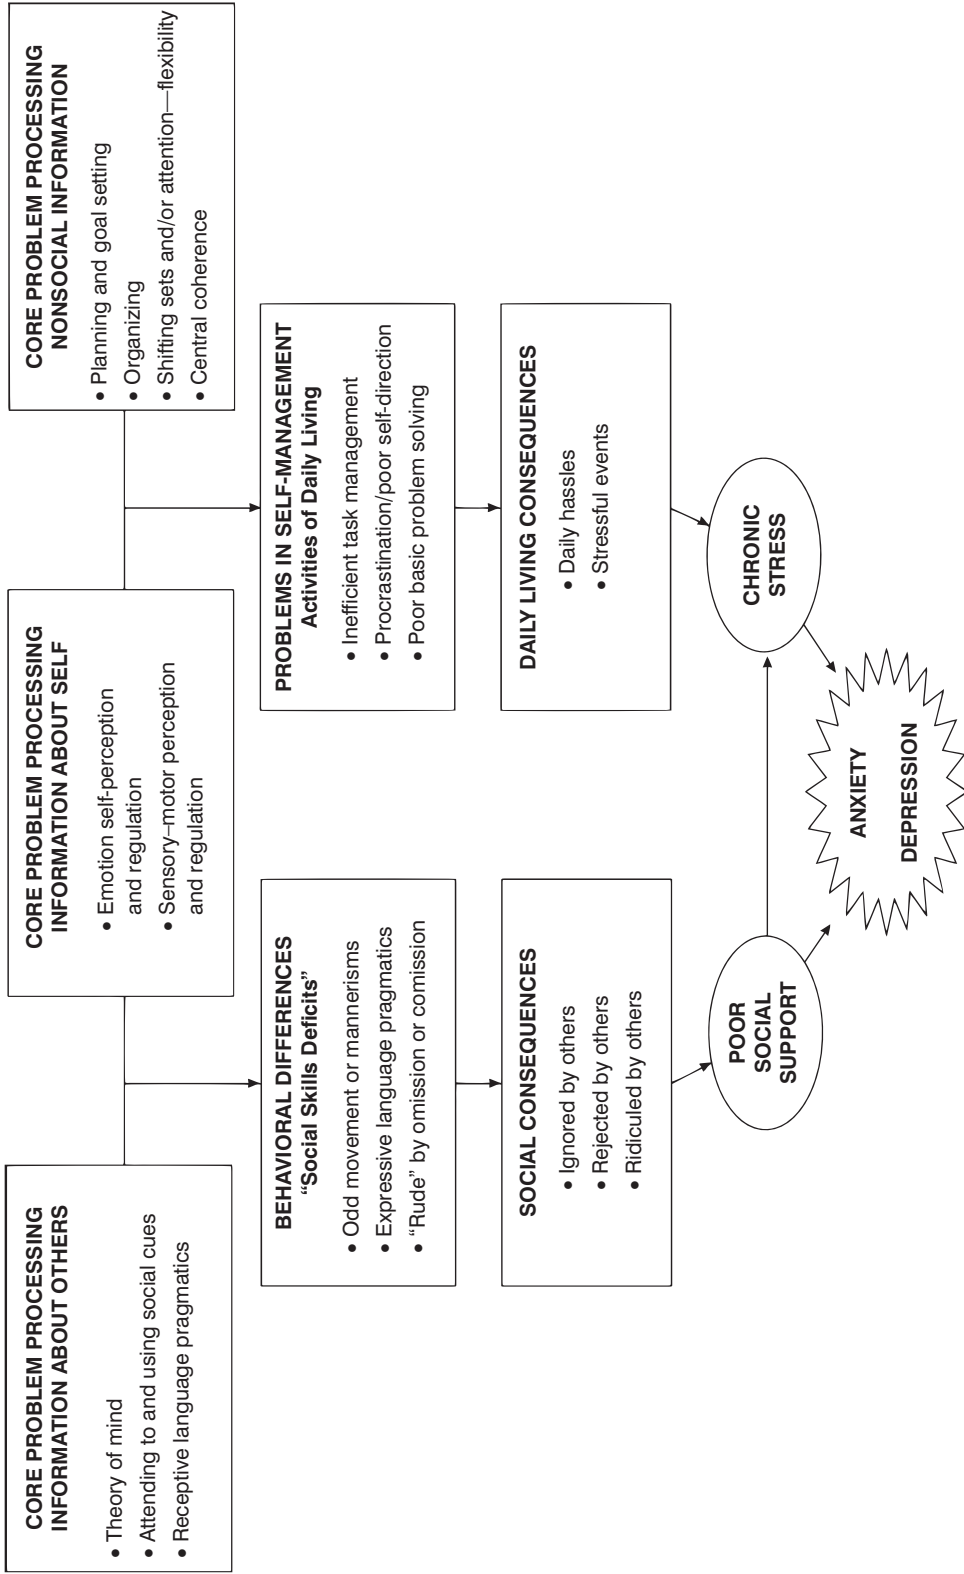 CORE PROBLEM PROCESSING
INFORMATION ABOUT OTHERS
• Theory of mind
• Attending to and using social cues
• Receptive language pragmatics
CORE PROBLEM PROCESSING
INFORMATION ABOUT SELF
• Emotion self-perception
and regulation
• Sensory–motor perception
and regulation
CORE PROBLEM PROCESSING
NONSOCIAL INFORMATION
• Planning and goal setting
• Organizing
• Shifting sets and/or attention—flexibility
• Central coherence
BEHAVIORAL DIFFERENCES
“Social Skills Deficits”
• Odd movement or mannerisms
• Expressive language pragmatics
• “Rude” by omission or comission
PROBLEMS IN SELF-MANAGEMENT
Activities of Daily Living
• Inefficient task management
• Procrastination/poor self-direction
• Poor basic problem solving
SOCIAL CONSEQUENCES
• Ignored by others
• Rejected by others
• Ridiculed by others
DAILY LIVING CONSEQUENCES
• Daily hassles
• Stressful events
POOR
SOCIAL
SUPPORT
CHRONIC
STRESS
ANXIETY
DEPRESSION